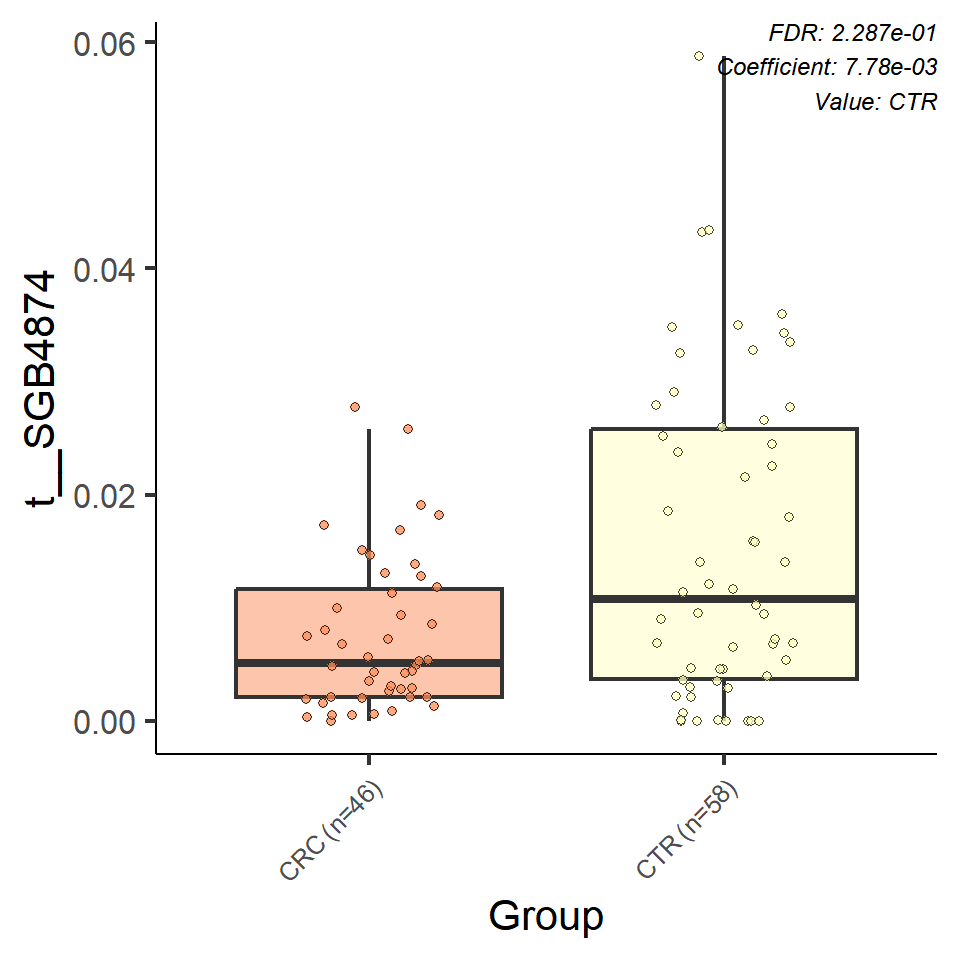 FDR: 2.287e-01
Coefficient: 7.78e-03
Value: CTR
0.06
0.04
0.02
0.00
t__SGB4874
CRC (n=46)
CTR (n=58)
Group